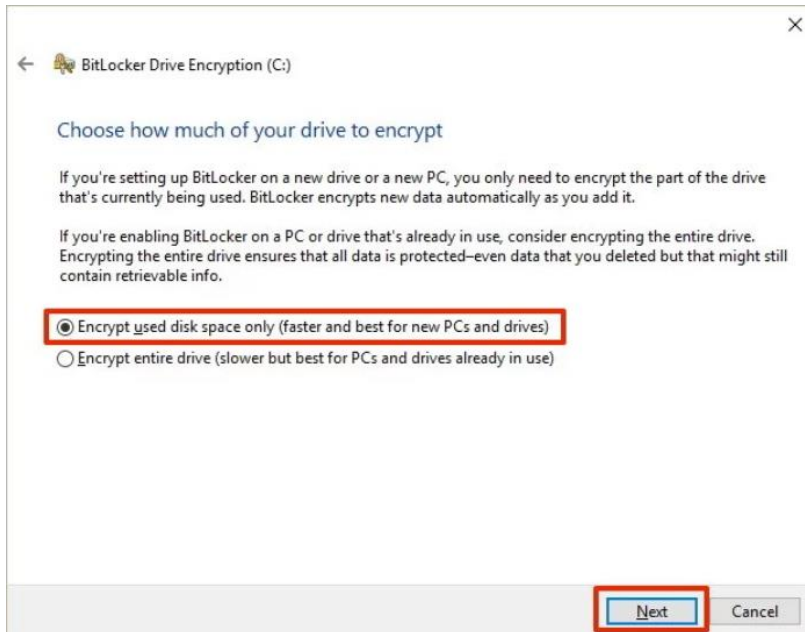 BitLocker Drive Encryption (C:)
Choose how much of your drive to encrypt
If you're setting up BitLocker on a new drive or a new PC, you only need to encrypt the part of the drive
that's currently being used. BitLocker encrypts new data automatically as you add it.
If you're enabling BitLocker on a PC or drive that's already in use, consider encrypting the entire drive.
Encrypting the entire drive ensures that all data is protected–even data that you deleted but that might still
contain retrievable info.
Encrypt used disk space only (faster and best for new PCs and drives)
Encrypt entire drive (slower but best for PCs and drives already in use)
Next Cancel